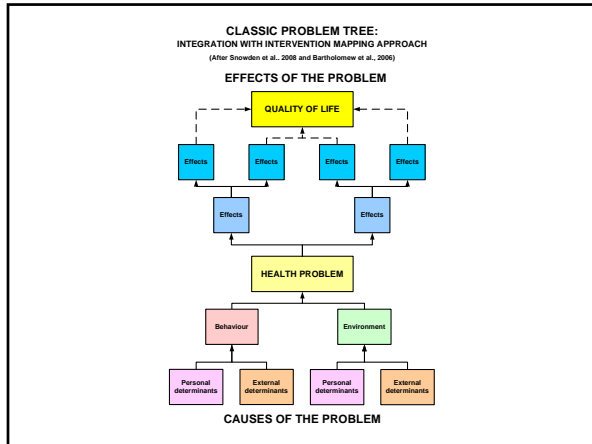 CLASSIC PROBLEM TREE:
INTEGRATION WITH INTERVENTION MAPPING APPROACH
(After Snowden et al.. 2008 and Bartholomew et al., 2006)
EFFECTS OF THE PROBLEM
QUALITY OF LIFE
Effects
Effects
Effects
Effects
Effects
Effects
HEALTH PROBLEM
Behaviour
Environment
Personal
determinants
External
determinants
Personal
determinants
External
determinants
CAUSES OF THE PROBLEM